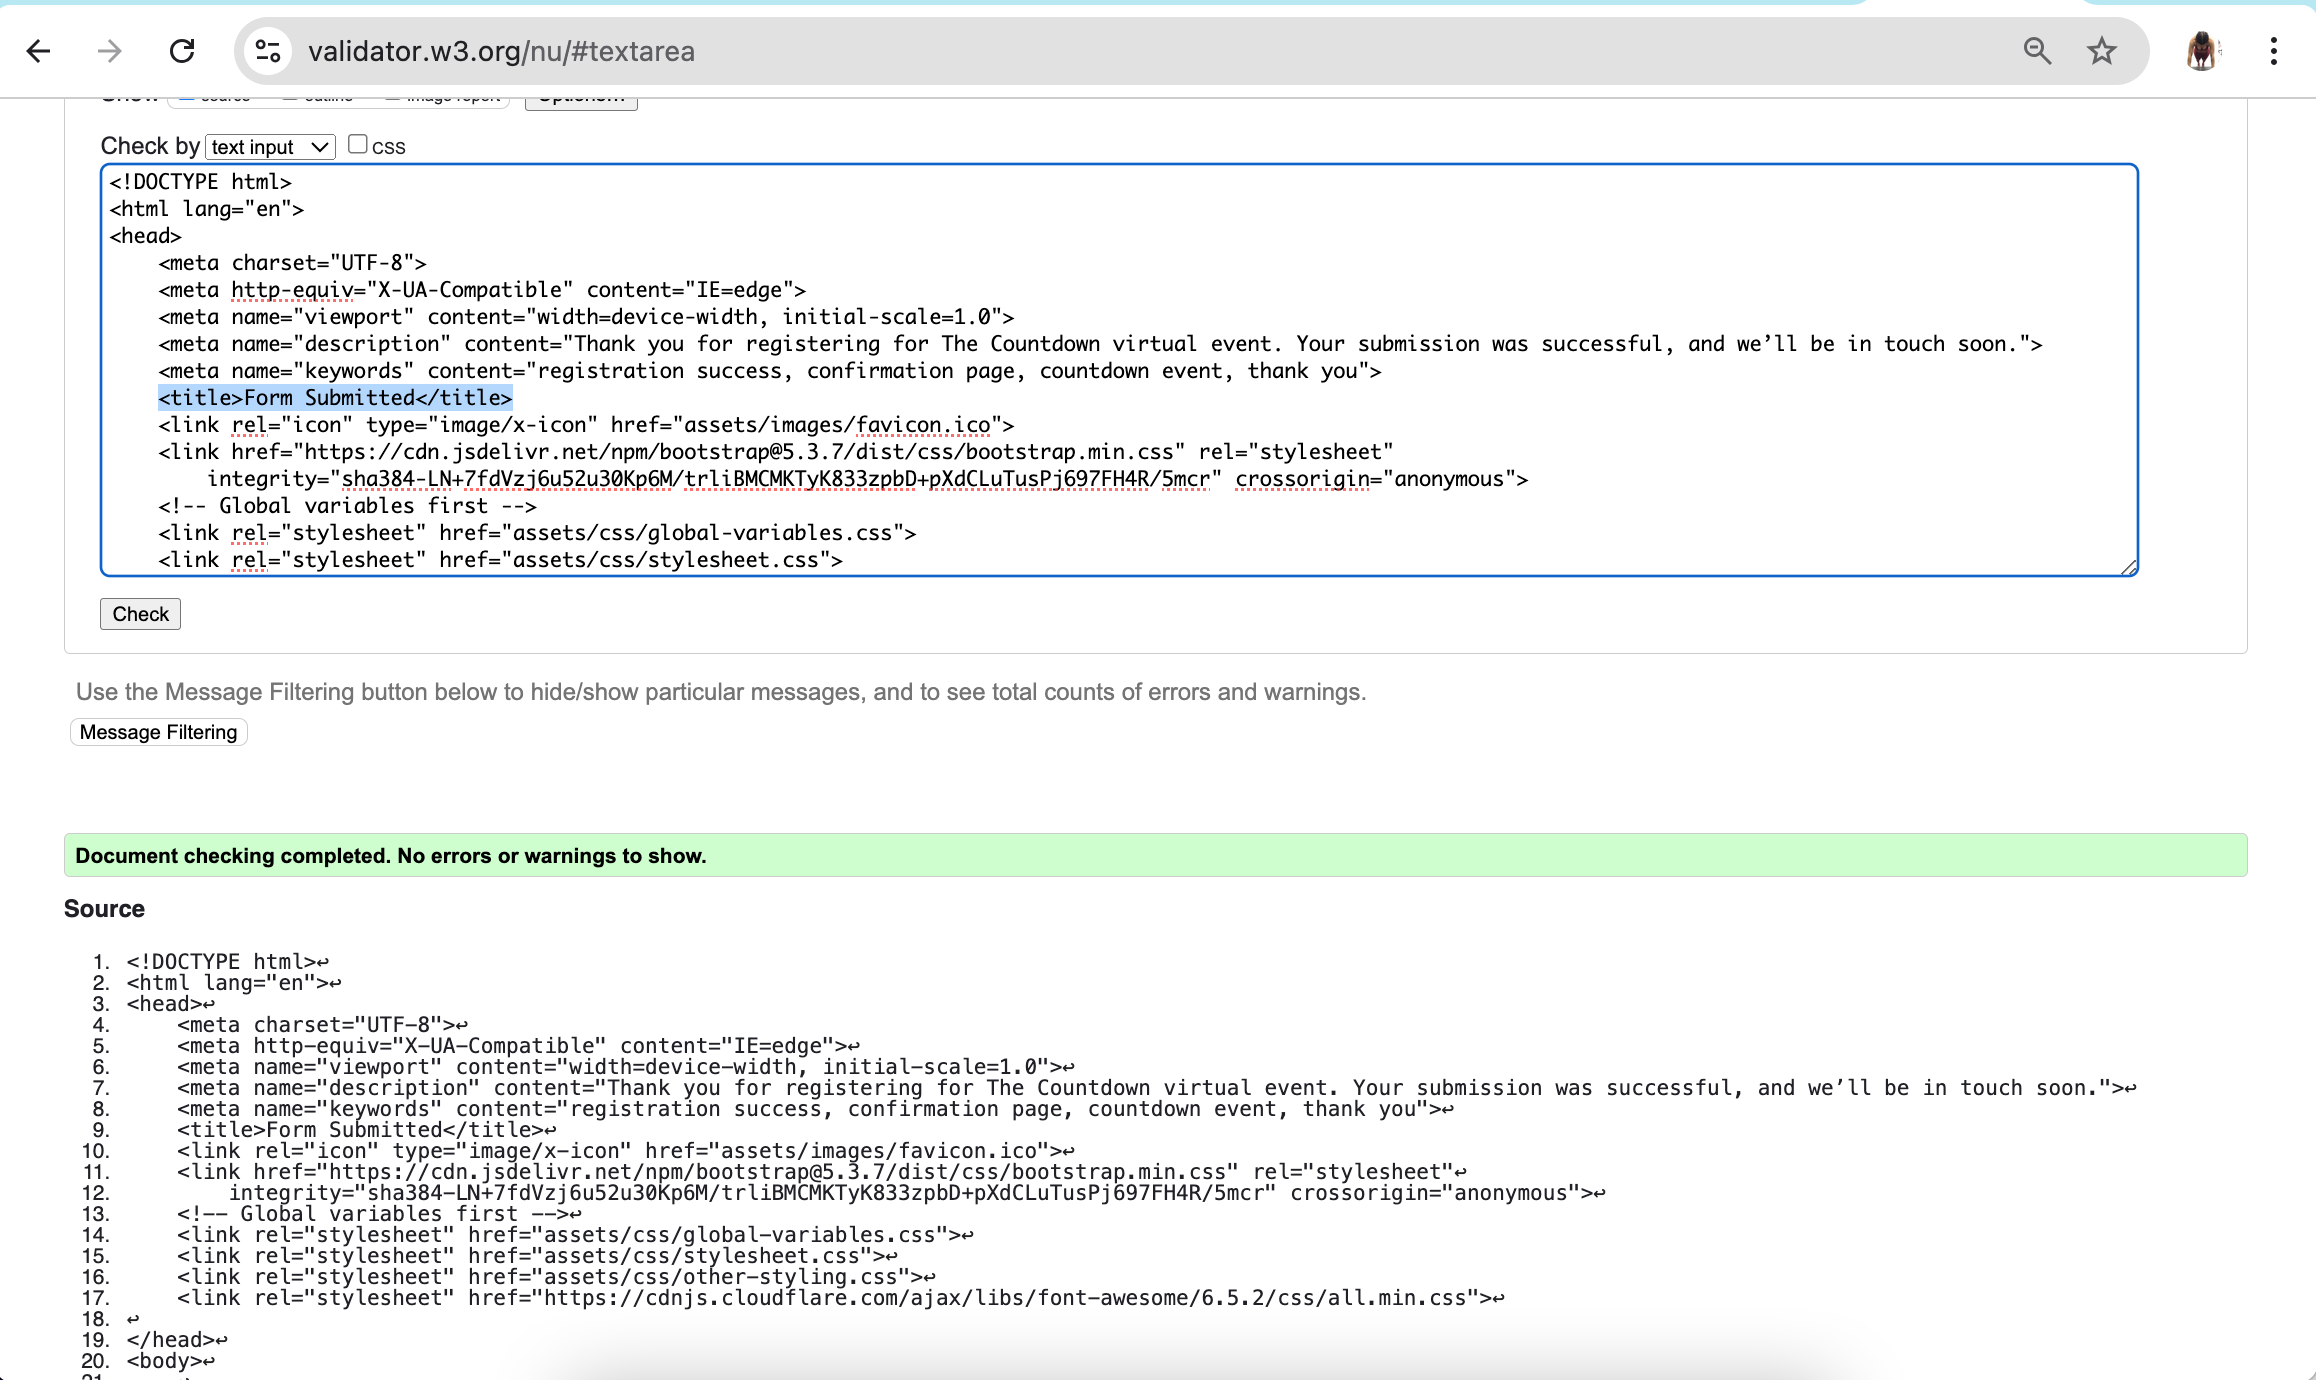 validator.w3.org/nu/#textarea
Show source outline image report Options...
Check by text input css
<!DOCTYPE html>
<html lang="en">
<head>
<meta charset="UTF-8">
<meta http-equiv="X-UA-Compatible" content="IE=edge">
<meta name="viewport" content="width=device-width, initial-scale=1.0">
<meta name="description" content="Thank you for registering for The Countdown virtual event. Your submission was successful, and we’ll be in touch soon.">
<meta name="keywords" content="registration success, confirmation page, countdown event, thank you">
<title>Form Submitted</title>
<link rel="icon" type="image/x-icon" href="assets/images/favicon.ico">
<link href="https://cdn.jsdelivr.net/npm/bootstrap@5.3.7/dist/css/bootstrap.min.css" rel="stylesheet"
integrity="sha384-LN+7fdVzj6u52u30Kp6M/trliBMCMKTyK833zpbD+pXdCLuTusPj697FH4R/5mcr" crossorigin="anonymous">
<!-- Global variables first -->
<link rel="stylesheet" href="assets/css/global-variables.css">
<link rel="stylesheet" href="assets/css/stylesheet.css">
Check
Use the Message Filtering button below to hide/show particular messages, and to see total counts of errors and warnings.
Message Filtering
Document checking completed. No errors or warnings to show.
Source
1. <!DOCTYPE html>↩
2. <html lang="en">↩
3. <head>↩
4. <meta charset="UTF-8">↩
5. <meta http-equiv="X-UA-Compatible" content="IE=edge">↩
6. <meta name="viewport" content="width=device-width, initial-scale=1.0">↩
7. <meta name="description" content="Thank you for registering for The Countdown virtual event. Your submission was successful, and we’ll be in touch soon.">↩
8. <meta name="keywords" content="registration success, confirmation page, countdown event, thank you">↩
9. <title>Form Submitted</title>↩
10. <link rel="icon" type="image/x-icon" href="assets/images/favicon.ico">↩
11. <link href="https://cdn.jsdelivr.net/npm/bootstrap@5.3.7/dist/css/bootstrap.min.css" rel="stylesheet"↩
12. integrity="sha384-LN+7fdVzj6u52u30Kp6M/trliBMCMKTyK833zpbD+pXdCLuTusPj697FH4R/5mcr" crossorigin="anonymous">↩
13. <!-- Global variables first -->↩
14. <link rel="stylesheet" href="assets/css/global-variables.css">↩
15. <link rel="stylesheet" href="assets/css/stylesheet.css">↩
16. <link rel="stylesheet" href="assets/css/other-styling.css">↩
17. <link rel="stylesheet" href="https://cdnjs.cloudflare.com/ajax/libs/font-awesome/6.5.2/css/all.min.css">↩
18. ↩
19. </head>↩
20. <body>↩
21.